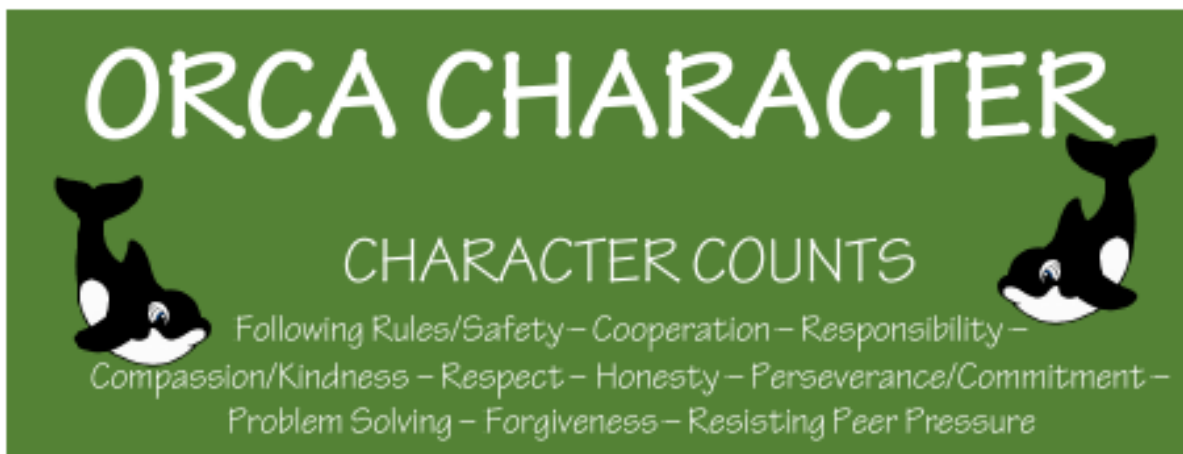 ORCA CHARACTER
CHARACTER COUNTS
Following Rules/Safety – Cooperation – Responsibility –
Compassion/Kindness – Respect – Honesty – Perseverance/Commitment –
Problem Solving – Forgiveness – Resisting Peer Pressure